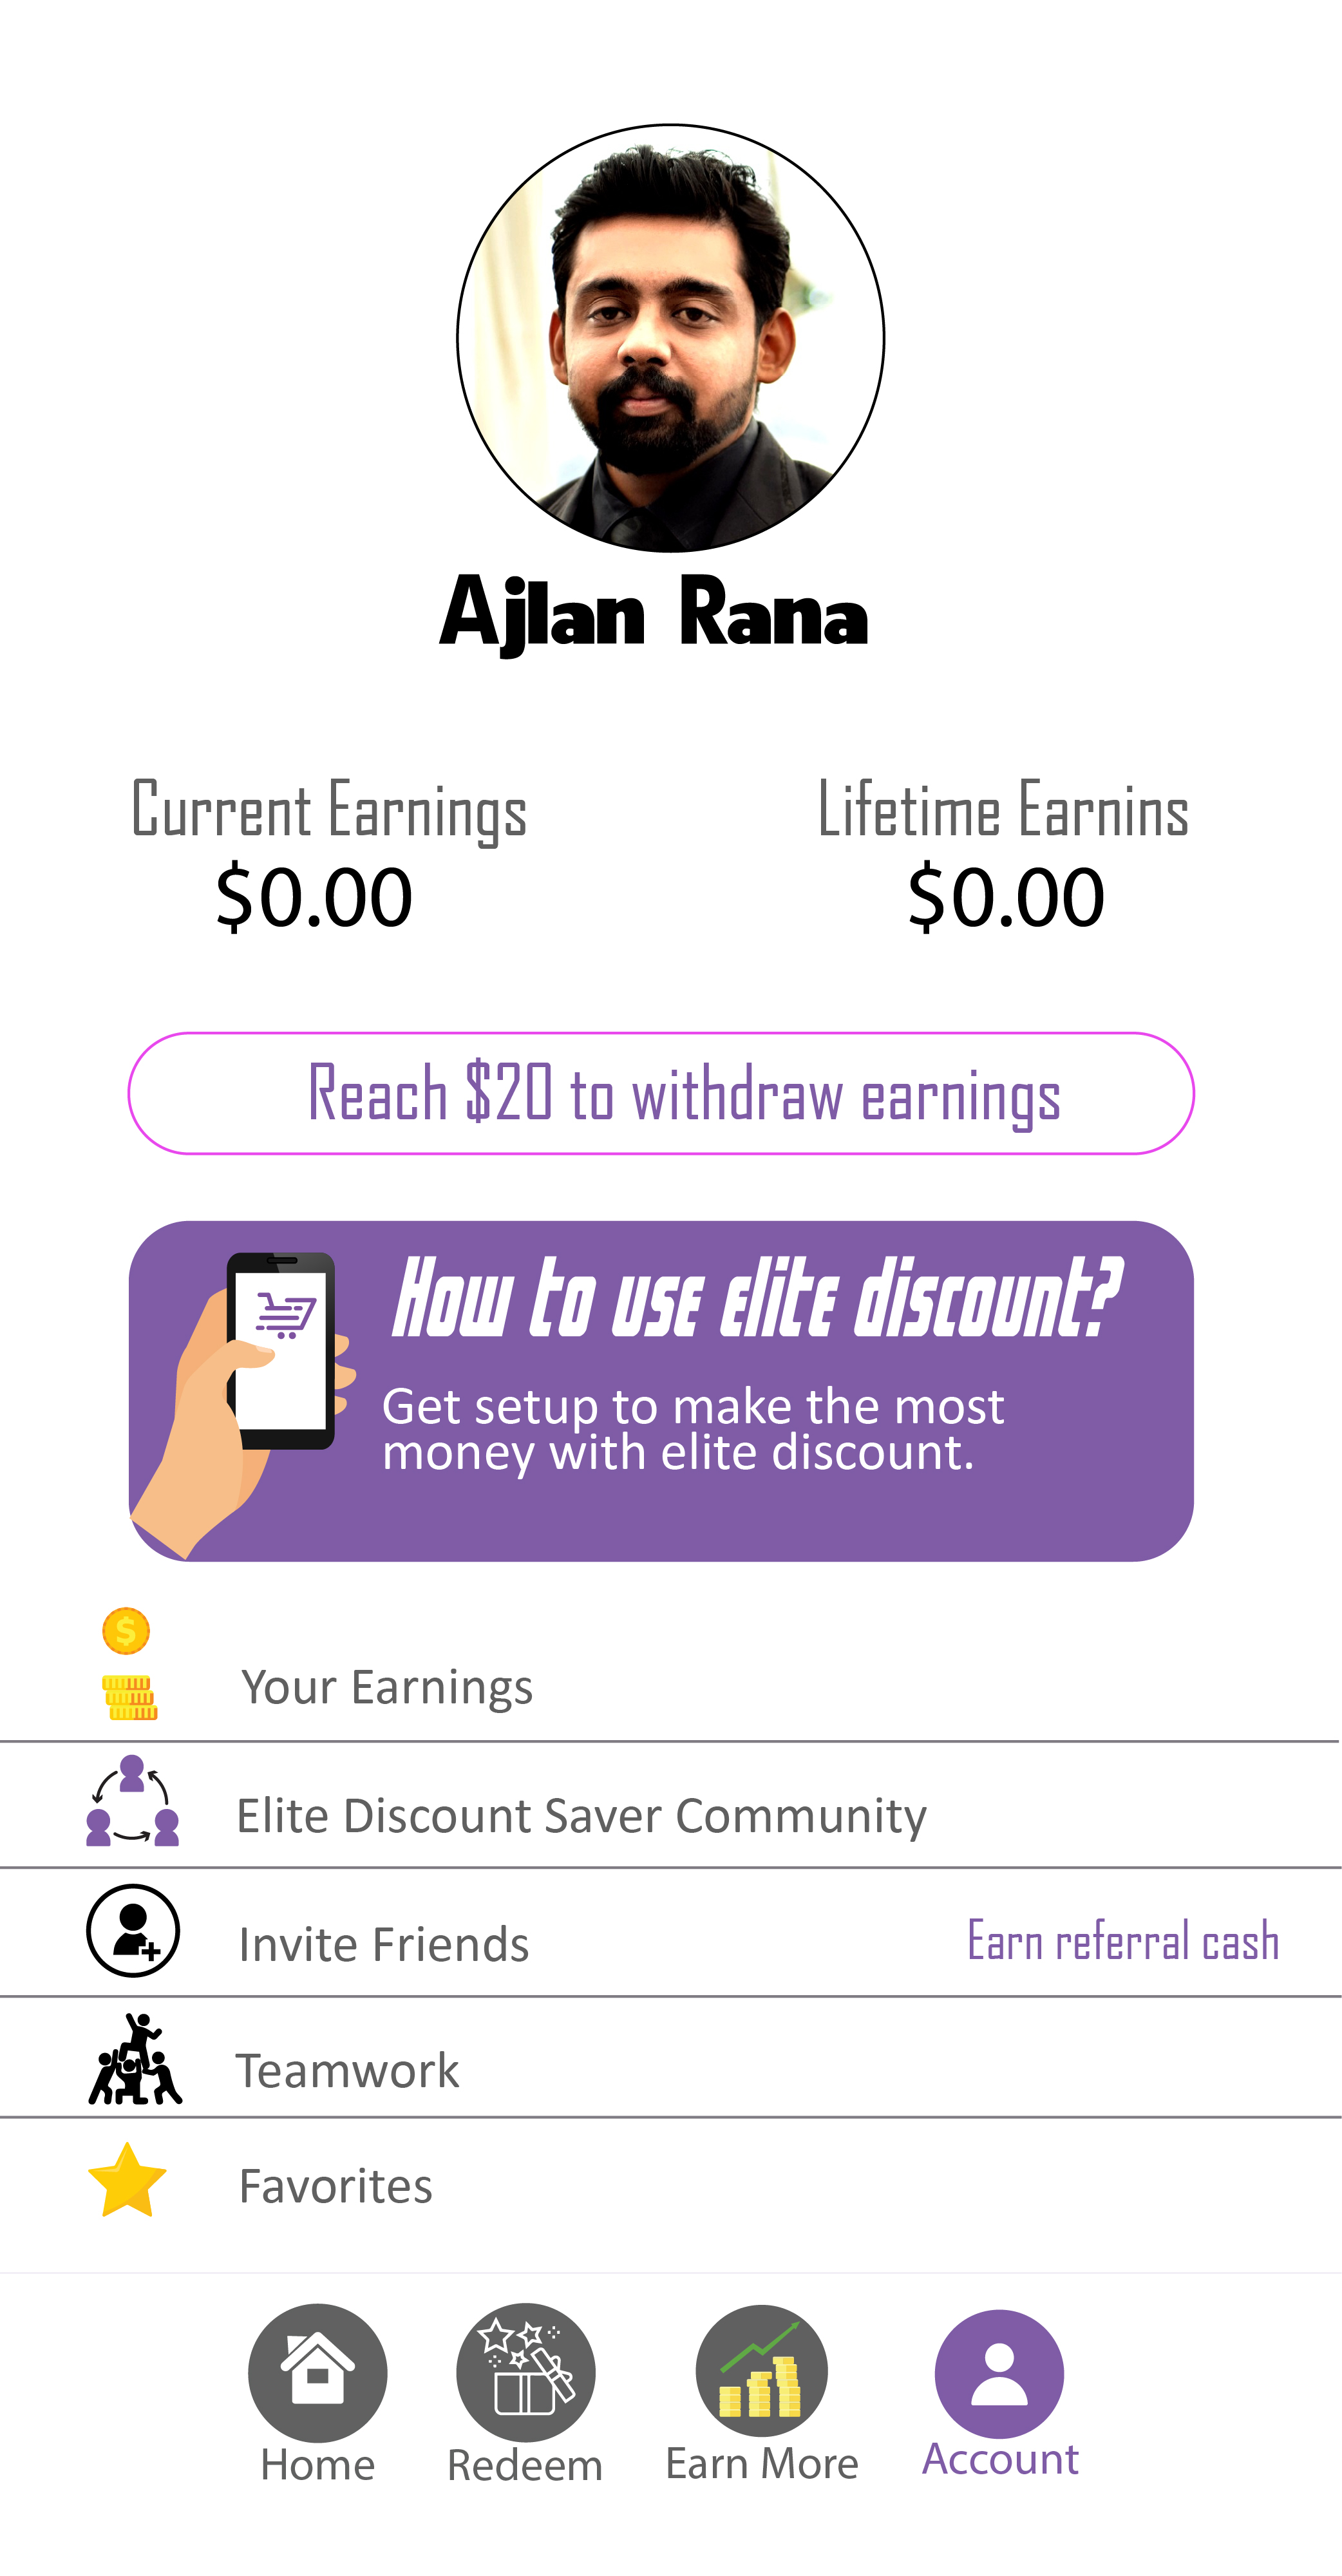 Ajlan Rana
Current Earnings
Lifetime Earnins
$0.00
$0.00
Reach $20 to withdraw earnings
How to use elite discount?
Get setup to make the most
money with elite discount.
$
Your Earnings
Elite Discount Saver Community
Invite Friends
Earn referral cash
Teamwork
Favorites
Home
Redeem
Earn More
Account